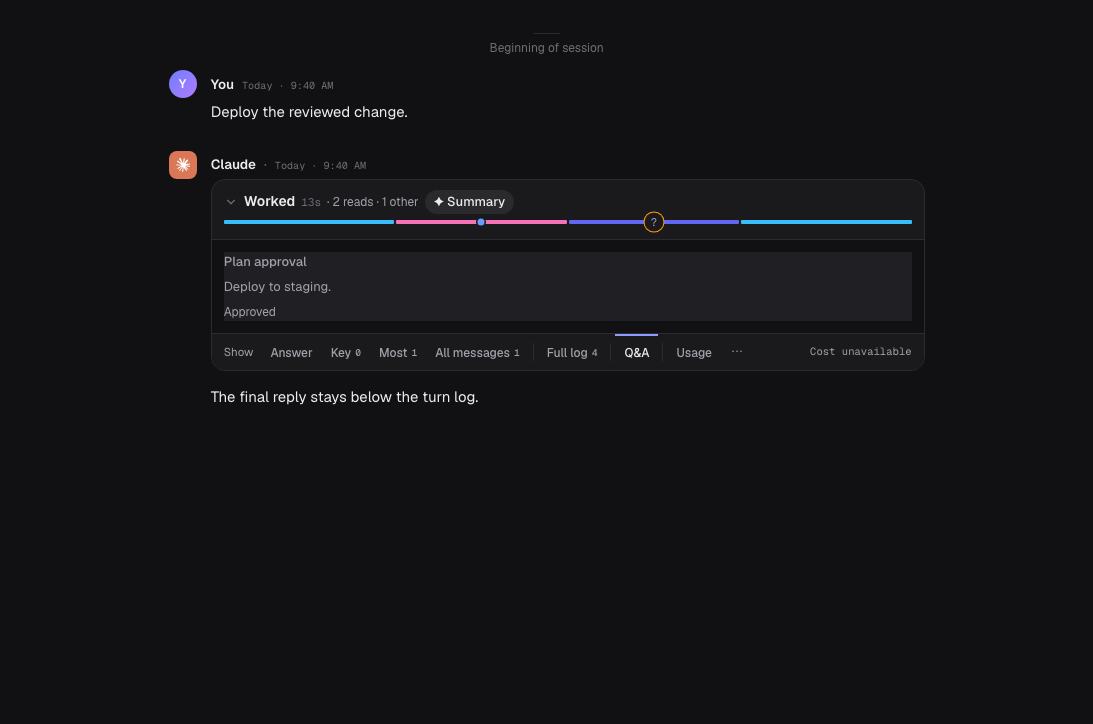 Beginning of session
Y You Today · 9:40 AM
Deploy the reviewed change.
Claude · Today · 9:40 AM
Worked 13s · 2 reads · 1 other Summary
?
Plan approval
Deploy to staging.
Approved
Show Answer Key 0 Most 1 All messages 1 Full log 4 Q&A Usage ··· Cost unavailable
The final reply stays below the turn log.